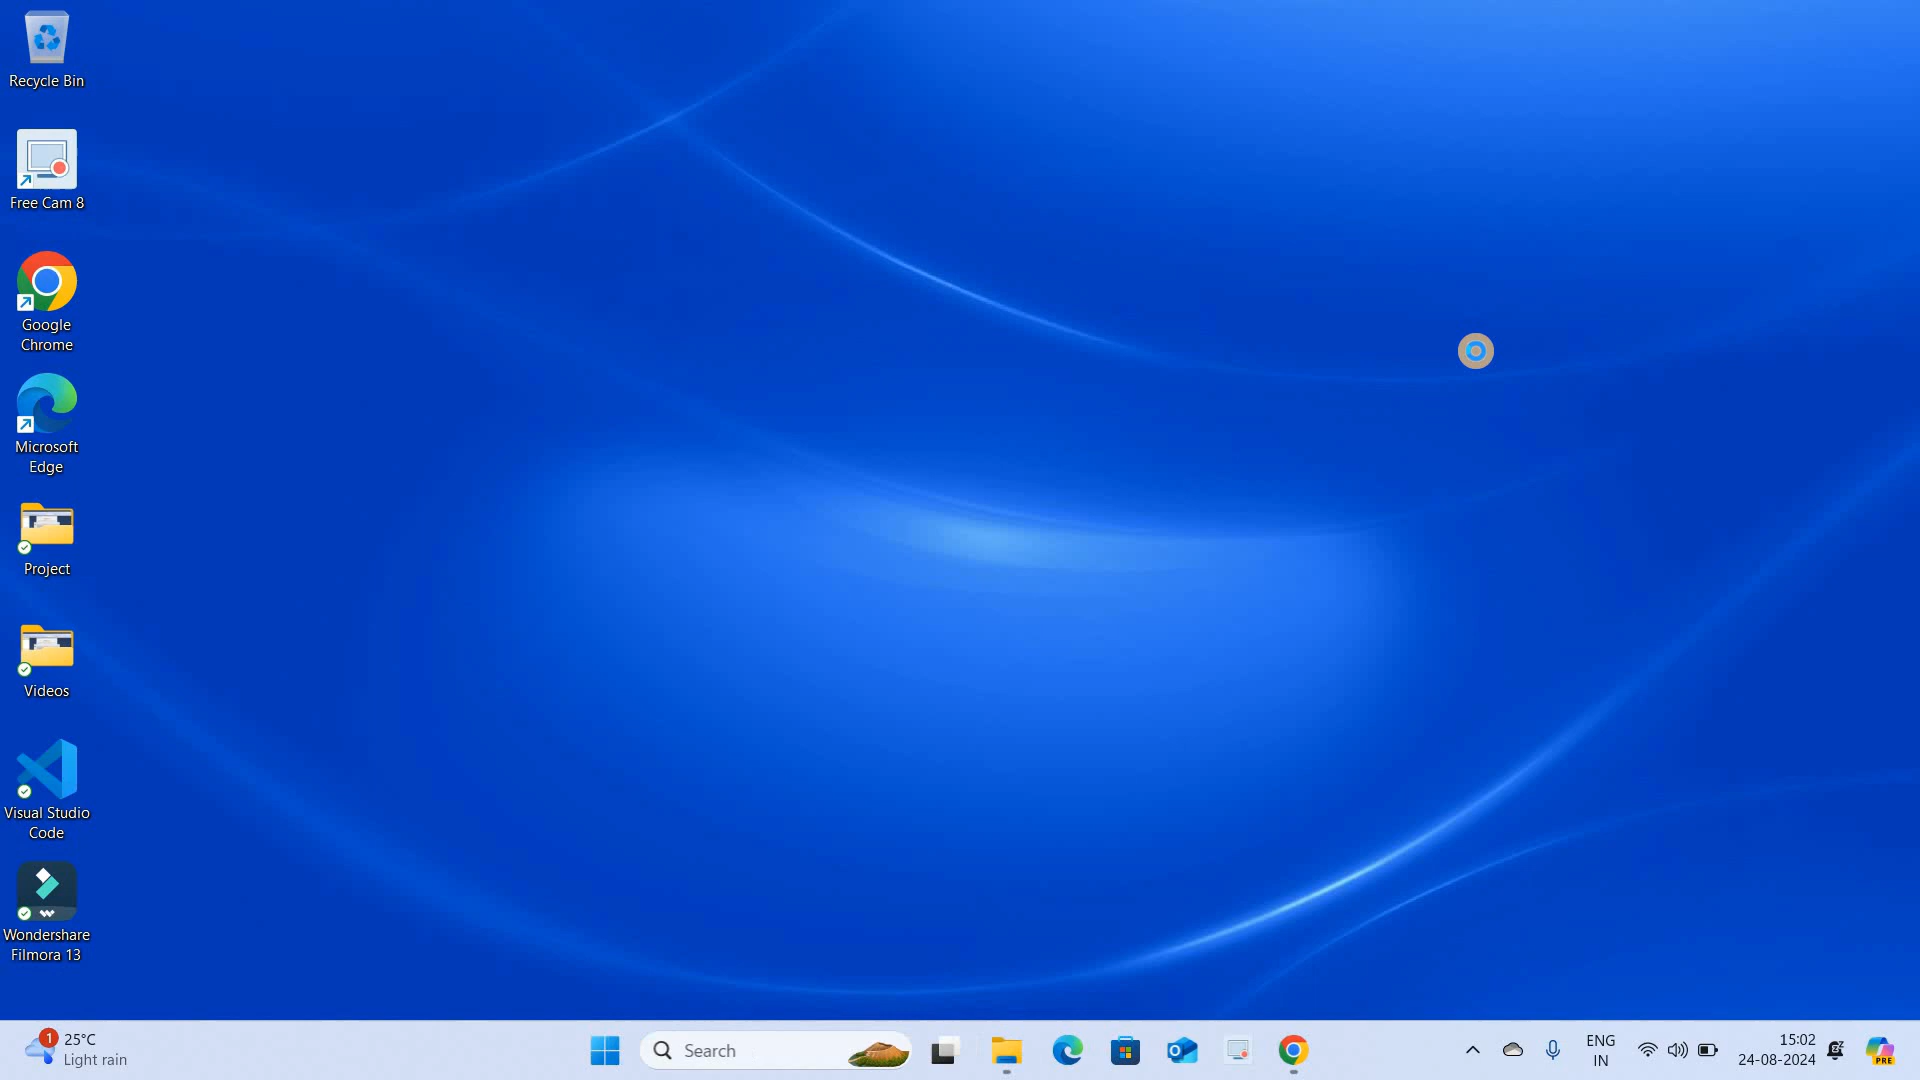 Recycle Bin
Free Cam 8
Google
Chrome
Microsoft
Edge
Project
Videos
Visual Studio
Code
Wondershare
Filmora 13
1
25°C
Light rain
Search
PRE
ENG
IN
15:02
24-08-2024